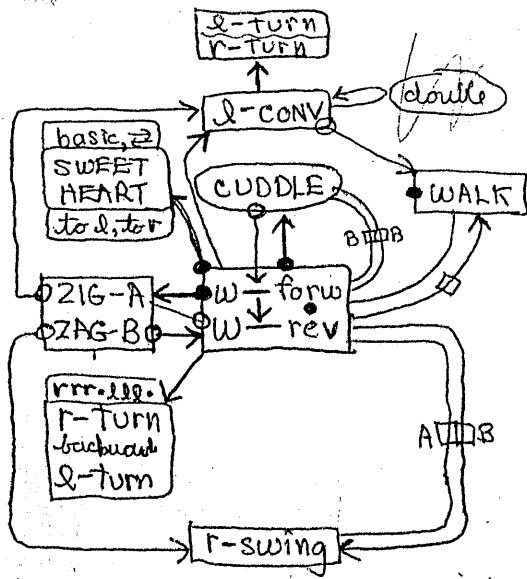 l-turn
r-turn
l-CONV
double
basic, ⇄
SWEET
HEART
to l, to r
CUDDLE
WALK
B B
ZIG-A
ZAG-B
W — forw
W — rev
rrr.lll.
r-turn
backward
l-turn
A B
r-swing